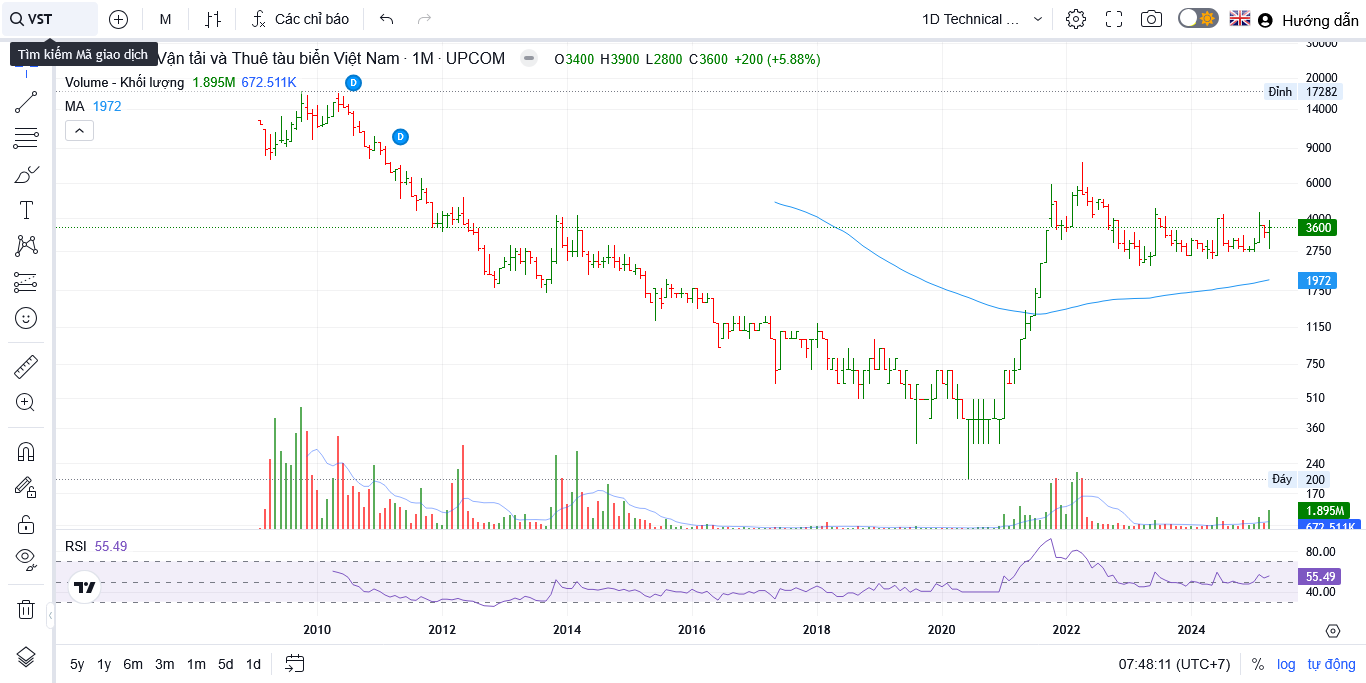 VST
M
Các chỉ báo
1D Technical ...
Hướng dẫn
Tìm kiếm Mã giao dịch
Vận tải và Thuê tàu biển Việt Nam · 1M · UPCOM
O3400 H3900 L2800 C3600 +200 (+5.88%)
Volume - Khối lượng 1.895M 672.511K
MA 1972
D
D
30000
20000
Đỉnh 17282
14000
9000
6000
4000
3600
2750
1972
1750
1150
750
510
360
240
Đáy 200
170
1.895M
672.511K
RSI 55.49
80.00
55.49
40.00
2010 2012 2014 2016 2018 2020 2022 2024
5y 1y 6m 3m 1m 5d 1d
07:48:11 (UTC+7) % log tự động